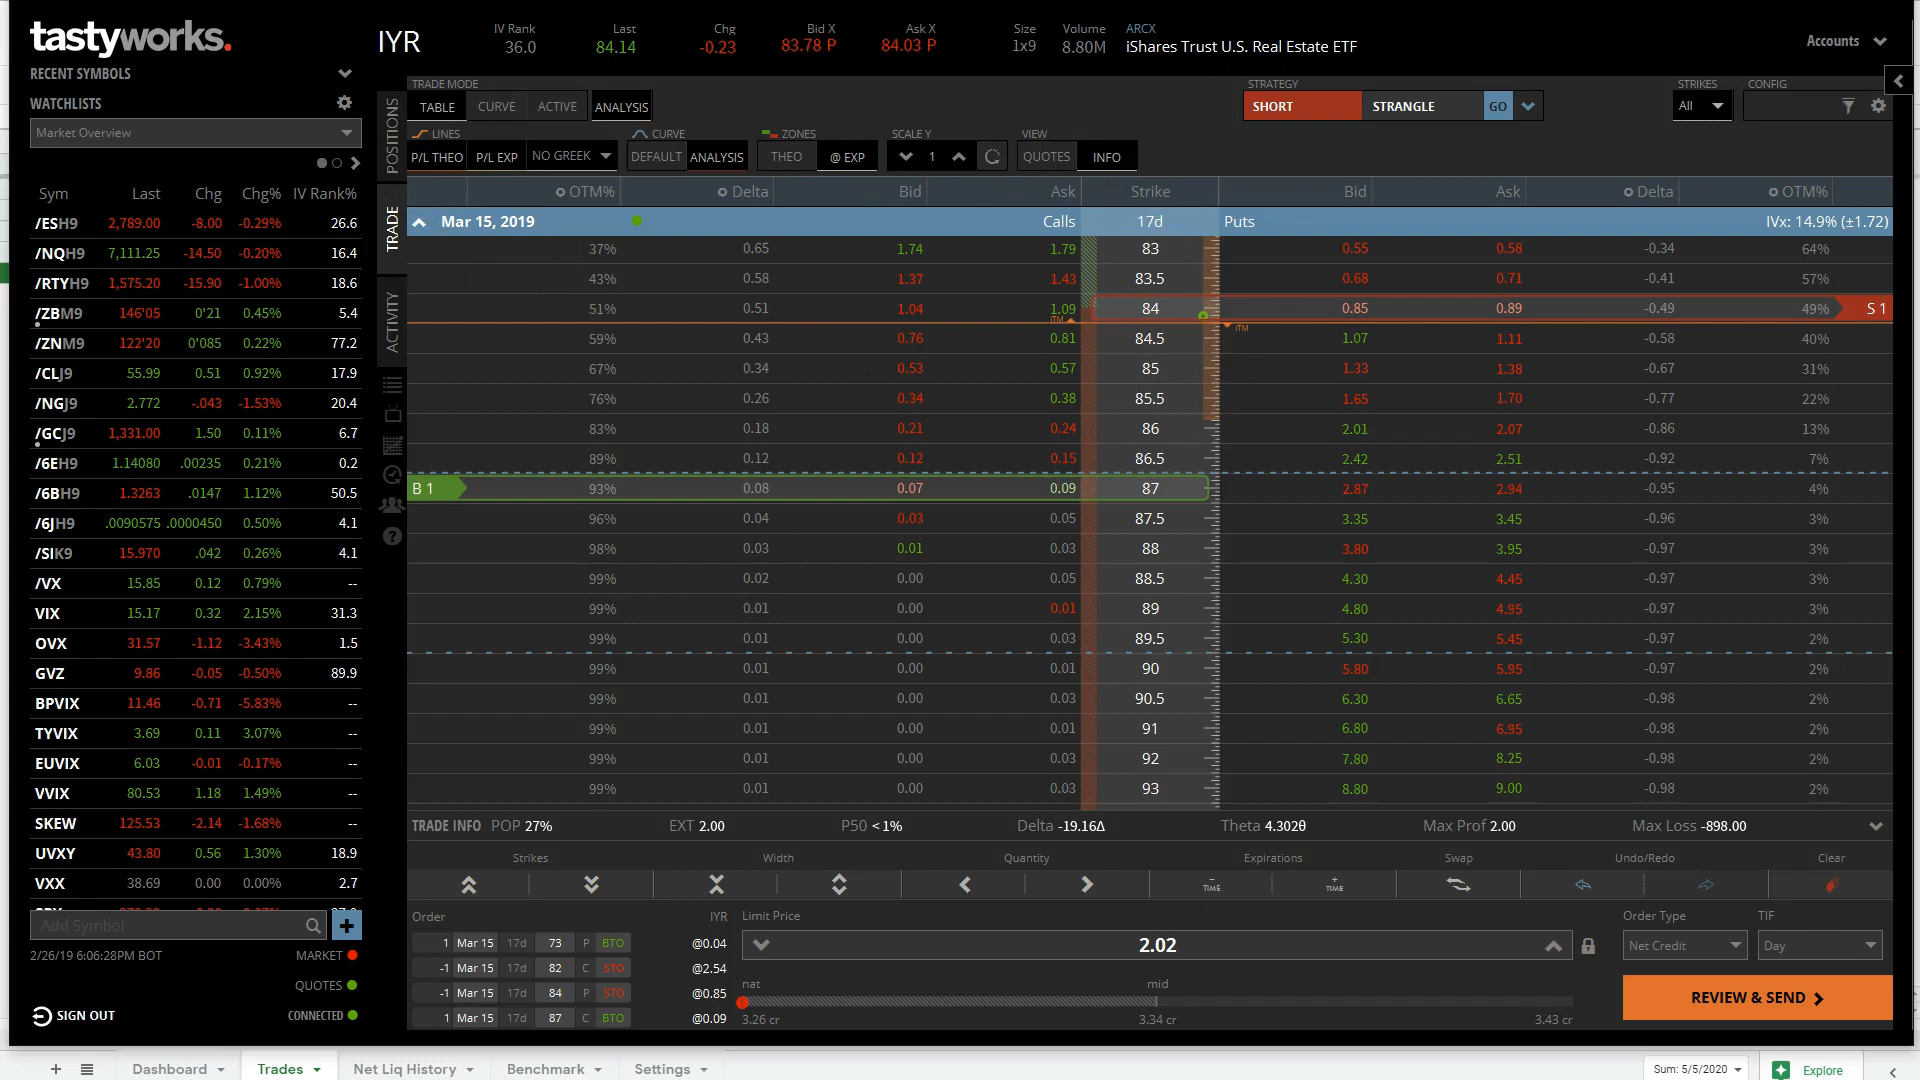 tastyworks.
RECENT SYMBOLS
WATCHLISTS
Market Overview
Sym Last Chg Chg% IV Rank%
/ESH9 2,789.00 -8.00 -0.29% 26.6
/NQH9 7,111.25 -14.50 -0.20% 16.4
/RTYH9 1,575.20 -15.90 -1.00% 18.6
/ZBM9 146'05 0'21 0.45% 5.4
/ZNM9 122'20 0'085 0.22% 77.2
/CLJ9 55.99 0.51 0.92% 17.9
/NGJ9 2.772 -.043 -1.53% 20.4
/GCJ9 1,331.00 1.50 0.11% 6.7
/6EH9 1.14080 .00235 0.21% 0.2
/6BH9 1.3263 .0147 1.12% 50.5
/6JH9 .0090575 .0000450 0.50% 4.1
/SIK9 15.970 .042 0.26% 4.1
/VX 15.85 0.12 0.79% --
VIX 15.17 0.32 2.15% 31.3
OVX 31.57 -1.12 -3.43% 1.5
GVZ 9.86 -0.05 -0.50% 89.9
BPVIX 11.46 -0.71 -5.83% --
TYVIX 3.69 0.11 3.07% --
EUVIX 6.03 -0.01 -0.17% --
VVIX 80.53 1.18 1.49% --
SKEW 125.53 -2.14 -1.68% --
UVXY 43.80 0.56 1.30% 18.9
VXX 38.69 0.00 0.00% 2.7
Add Symbol
2/26/19 6:06:28PM BOT MARKET
QUOTES
SIGN OUT CONNECTED
IYR
IV Rank Last Chg Bid X Ask X Size Volume ARCX
36.0 84.14 -0.23 83.78 P 84.03 P 1x9 8.80M iShares Trust U.S. Real Estate ETF
Accounts
POSITIONS
TRADE
ACTIVITY
TRADE MODE STRATEGY STRIKES CONFIG
TABLE CURVE ACTIVE ANALYSIS SHORT STRANGLE GO All
LINES CURVE ZONES SCALE Y VIEW
P/L THEO P/L EXP NO GREEK DEFAULT ANALYSIS THEO @ EXP 1 QUOTES INFO
OTM% Delta Bid Ask Strike Bid Ask Delta OTM%
Mar 15, 2019 Calls 17d Puts IVx: 14.9% (±1.72)
37% 0.65 1.74 1.79 83 0.55 0.58 -0.34 64%
43% 0.58 1.37 1.43 83.5 0.68 0.71 -0.41 57%
51% 0.51 1.04 1.09 84 0.85 0.89 -0.49 49% S 1
ITM ITM
59% 0.43 0.76 0.81 84.5 1.07 1.11 -0.58 40%
67% 0.34 0.53 0.57 85 1.33 1.38 -0.67 31%
76% 0.26 0.34 0.38 85.5 1.65 1.70 -0.77 22%
83% 0.18 0.21 0.24 86 2.01 2.07 -0.86 13%
89% 0.12 0.12 0.15 86.5 2.42 2.51 -0.92 7%
B 1 93% 0.08 0.07 0.09 87 2.87 2.94 -0.95 4%
96% 0.04 0.03 0.05 87.5 3.35 3.45 -0.96 3%
98% 0.03 0.01 0.03 88 3.80 3.95 -0.97 3%
99% 0.02 0.00 0.05 88.5 4.30 4.45 -0.97 3%
99% 0.01 0.00 0.01 89 4.80 4.95 -0.97 3%
99% 0.01 0.00 0.03 89.5 5.30 5.45 -0.97 2%
99% 0.01 0.00 0.01 90 5.80 5.95 -0.97 2%
99% 0.01 0.00 0.03 90.5 6.30 6.65 -0.98 2%
99% 0.01 0.00 0.03 91 6.80 6.95 -0.98 2%
99% 0.01 0.00 0.03 92 7.80 8.25 -0.98 2%
99% 0.01 0.00 0.03 93 8.80 9.00 -0.98 2%
TRADE INFO POP 27% EXT 2.00 P50 < 1% Delta -19.16Δ Theta 4.302θ Max Prof 2.00 Max Loss -898.00
Strikes Width Quantity Expirations Swap Undo/Redo Clear
- TIME + TIME
Order IYR Limit Price Order Type TIF
1 Mar 15 17d 73 P BTO @0.04 2.02 Net Credit Day
-1 Mar 15 17d 82 C STO @2.54
-1 Mar 15 17d 84 P STO @0.85 nat mid REVIEW & SEND
1 Mar 15 17d 87 C BTO @0.09 3.26 cr 3.34 cr 3.43 cr
+ Dashboard Trades Net Liq History Benchmark Settings Sum: 5/5/2020 Explore